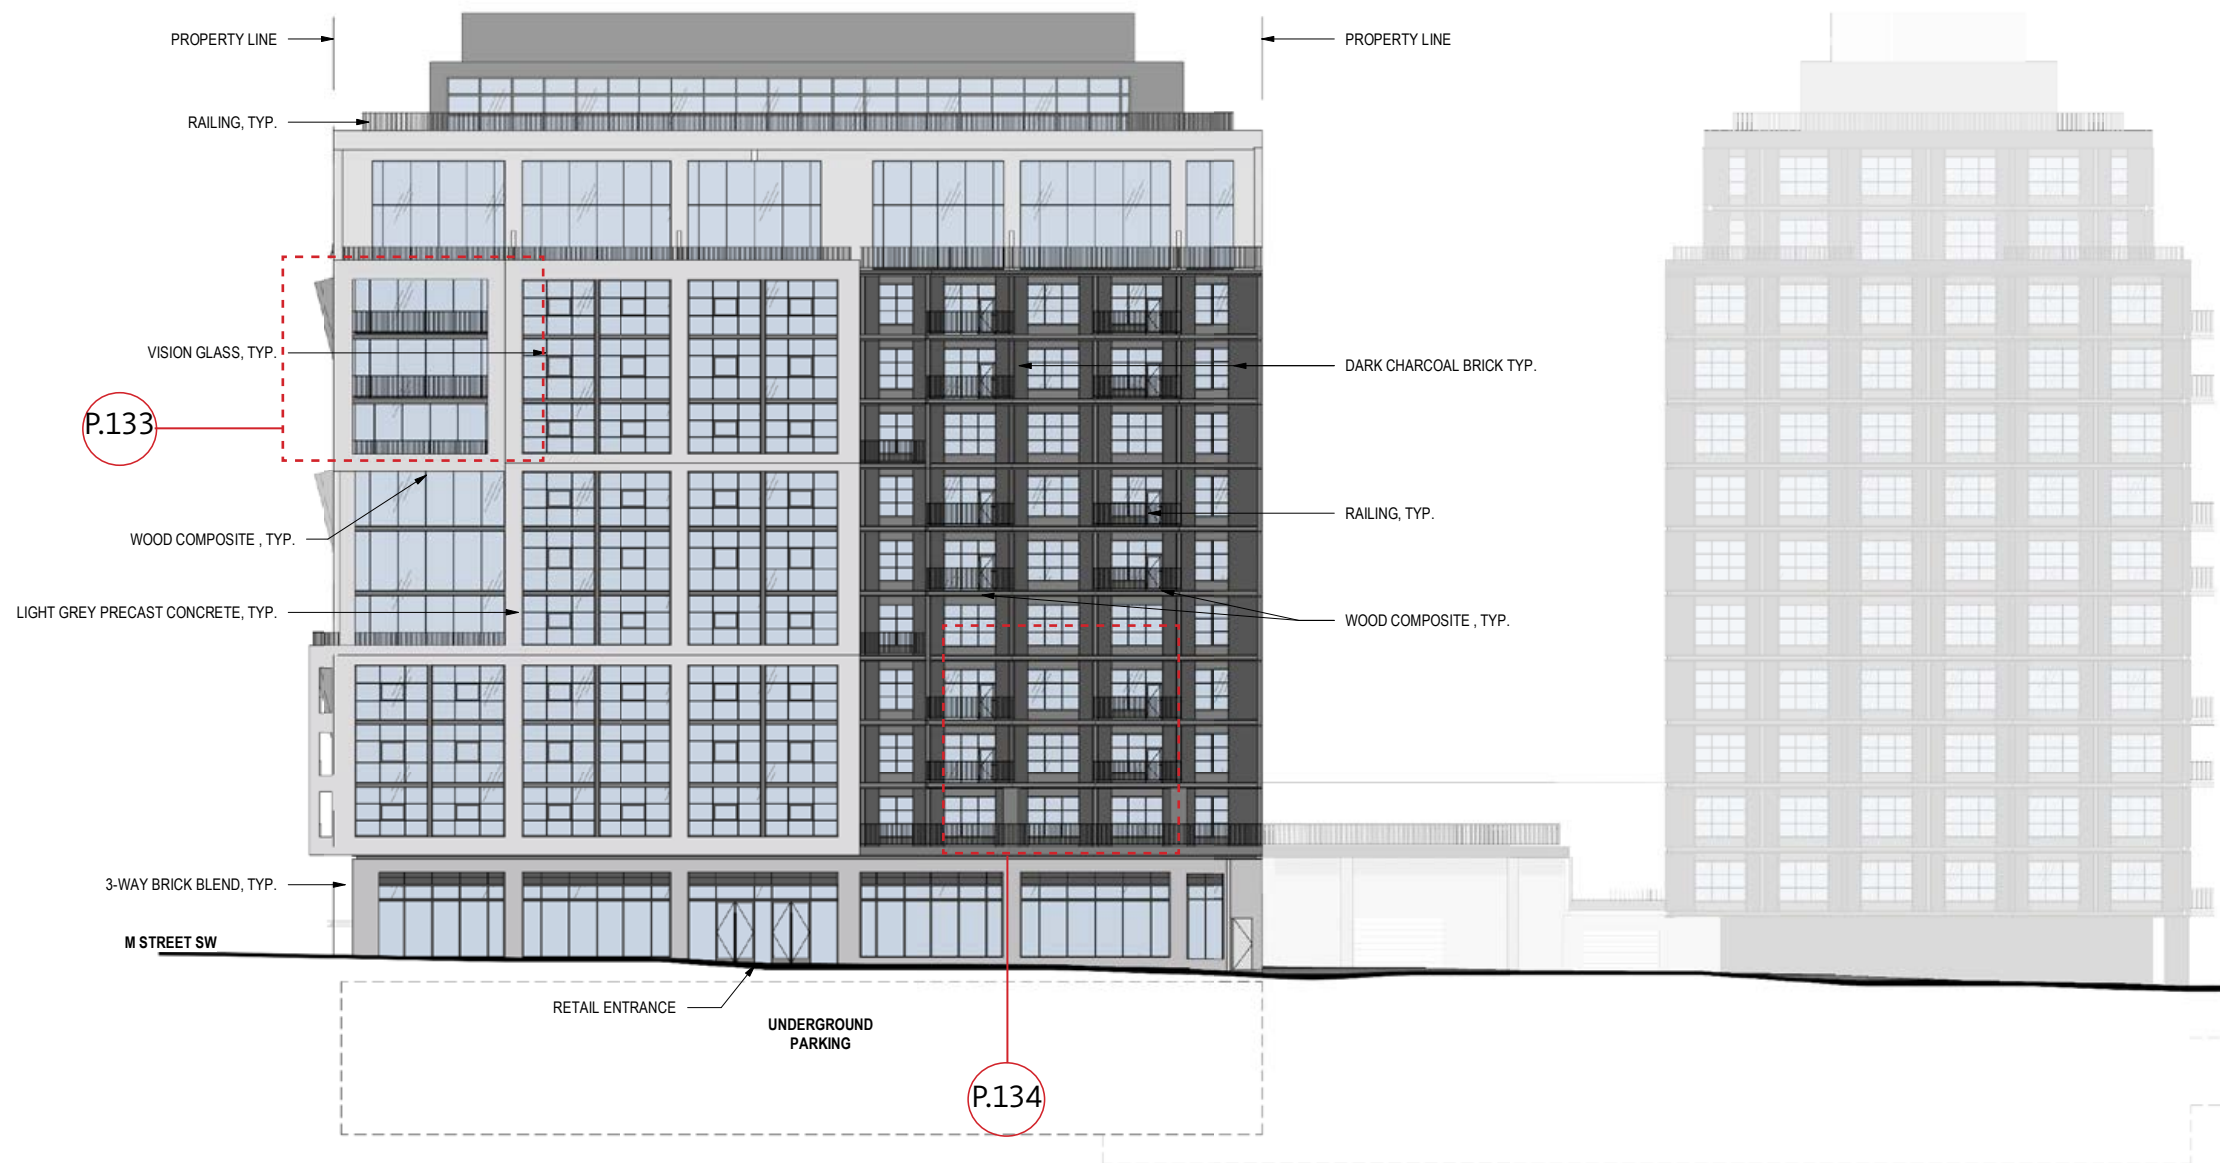 PROPERTY LINE
PROPERTY LINE
RAILING, TYP.
VISION GLASS, TYP.
DARK CHARCOAL BRICK TYP.
P.133
RAILING, TYP.
WOOD COMPOSITE , TYP.
LIGHT GREY PRECAST CONCRETE, TYP.
WOOD COMPOSITE , TYP.
3-WAY BRICK BLEND, TYP.
M STREET SW
RETAIL ENTRANCE
UNDERGROUND
PARKING
P.134